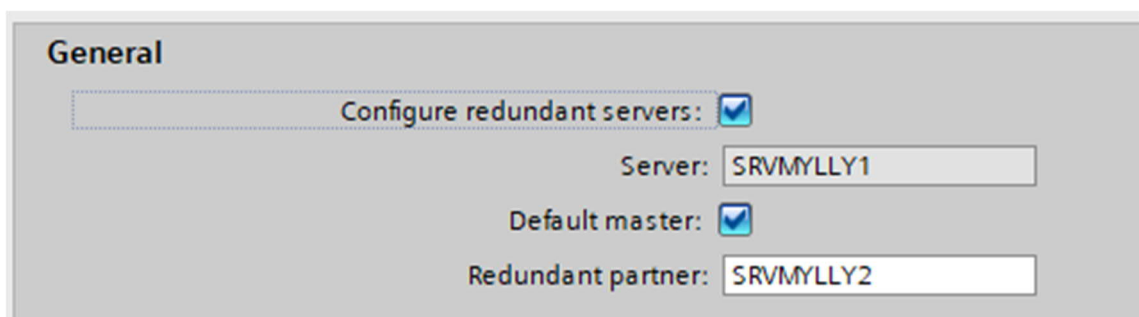 General
Configure redundant servers:
Server: SRVMYLLY1
Default master:
Redundant partner: SRVMYLLY2